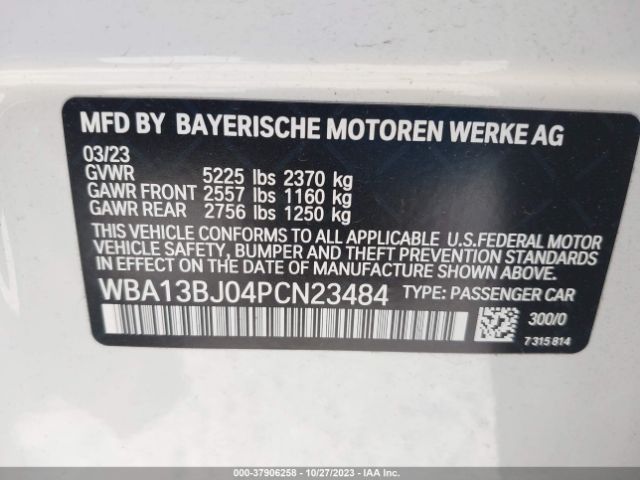 MFD BY BAYERISCHE MOTOREN WERKE AG
03/23
GVWR 5225 lbs 2370 kg
GAWR FRONT 2557 lbs 1160 kg
GAWR REAR 2756 lbs 1250 kg
THIS VEHICLE CONFORMS TO ALL APPLICABLE U.S.FEDERAL MOTOR
VEHICLE SAFETY, BUMPER AND THEFT PREVENTION STANDARDS
IN EFFECT ON THE DATE OF MANUFACTURE SHOWN ABOVE.
WBA13BJ04PCN23484 TYPE: PASSENGER CAR
300/0
7 315 814
000-37906258 - 10/27/2023 - IAA Inc.